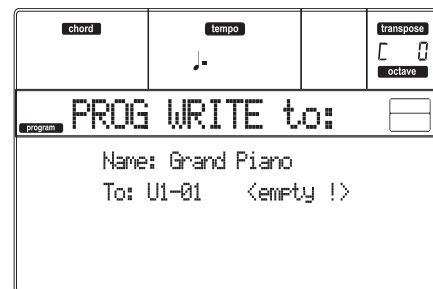 chord tempo transpose
♩. C 0
octave
program PROG WRITE to:
Name: Grand Piano
To: U1-01 <empty !>